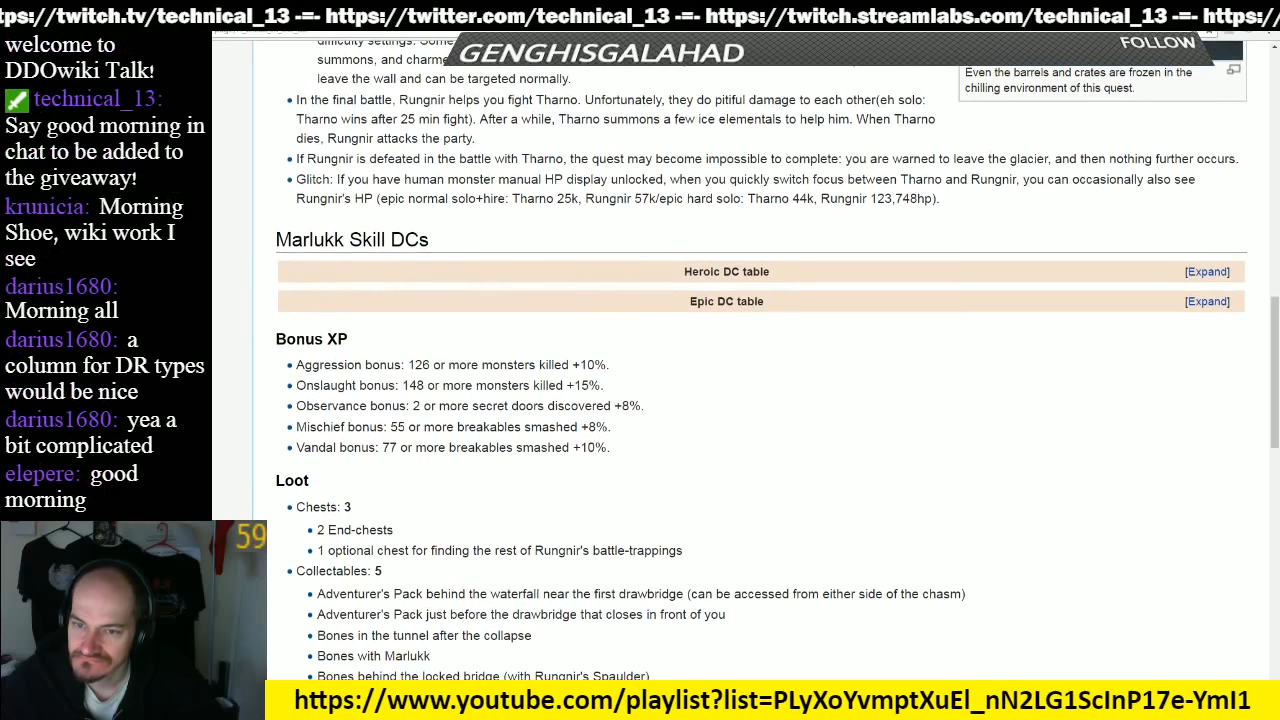 ttps://twitch.tv/technical_13 -=- https://twitter.com/technical_13 -=- https://twitch.streamlabs.com/technical_13 -=- https:/
GENGHISGALAHAD
FOLLOW
welcome to
DDOwiki Talk!
technical_13:
Say good morning in
chat to be added to
the giveaway!
krunicia: Morning
Shoe, wiki work I
see
darius1680:
Morning all
darius1680: a
column for DR types
would be nice
darius1680: yea a
bit complicated
elepere: good
morning
59
difficulty settings. Some
summons, and charme
leave the wall and can be targeted normally.
Even the barrels and crates are frozen in the
chilling environment of this quest.
In the final battle, Rungnir helps you fight Tharno. Unfortunately, they do pitiful damage to each other(eh solo:
Tharno wins after 25 min fight). After a while, Tharno summons a few ice elementals to help him. When Tharno
dies, Rungnir attacks the party.
If Rungnir is defeated in the battle with Tharno, the quest may become impossible to complete: you are warned to leave the glacier, and then nothing further occurs.
Glitch: If you have human monster manual HP display unlocked, when you quickly switch focus between Tharno and Rungnir, you can occasionally also see
Rungnir's HP (epic normal solo+hire: Tharno 25k, Rungnir 57k/epic hard solo: Tharno 44k, Rungnir 123,748hp).
Marlukk Skill DCs
Heroic DC table [Expand]
Epic DC table [Expand]
Bonus XP
Aggression bonus: 126 or more monsters killed +10%.
Onslaught bonus: 148 or more monsters killed +15%.
Observance bonus: 2 or more secret doors discovered +8%.
Mischief bonus: 55 or more breakables smashed +8%.
Vandal bonus: 77 or more breakables smashed +10%.
Loot
Chests: 3
2 End-chests
1 optional chest for finding the rest of Rungnir's battle-trappings
Collectables: 5
Adventurer's Pack behind the waterfall near the first drawbridge (can be accessed from either side of the chasm)
Adventurer's Pack just before the drawbridge that closes in front of you
Bones in the tunnel after the collapse
Bones with Marlukk
Bones behind the locked bridge (with Rungnir's Spaulder)
https://www.youtube.com/playlist?list=PLyXoYvmptXuEl_nN2LG1ScInP17e-YmI1